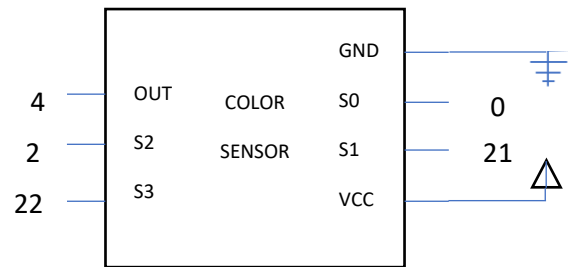 GND
4 OUT COLOR S0 0
2 S2 SENSOR S1 21
22 S3 VCC